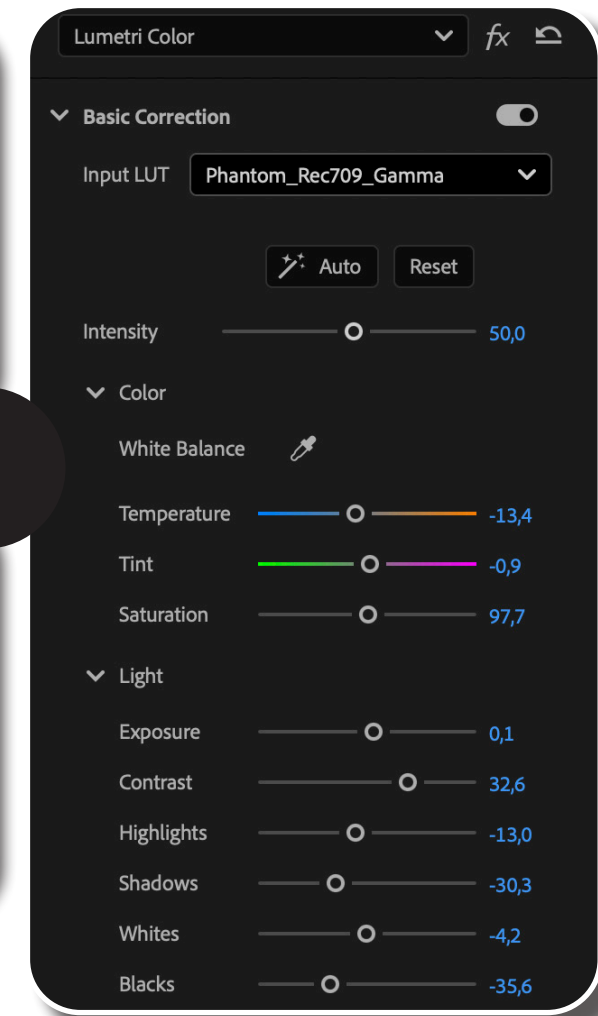 Lumetri Color fx
Basic Correction
Input LUT Phantom_Rec709_Gamma
Auto Reset
Intensity 50,0
Color
White Balance
Temperature -13,4
Tint -0,9
Saturation 97,7
Light
Exposure 0,1
Contrast 32,6
Highlights -13,0
Shadows -30,3
Whites -4,2
Blacks -35,6